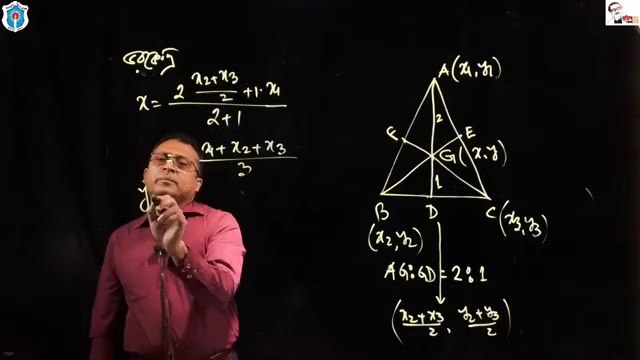 ভরকেন্দ্র
x = (2 (x2+x3)/2 + 1·x1)/(2+1)
x1 + x2 + x3
3
y
A (x1, y1)
2
F
E
G (x, y)
1
B
D
C (x3, y3)
(x2, y2)
AG:GD = 2:1
((x2+x3)/2, (y2+y3)/2)